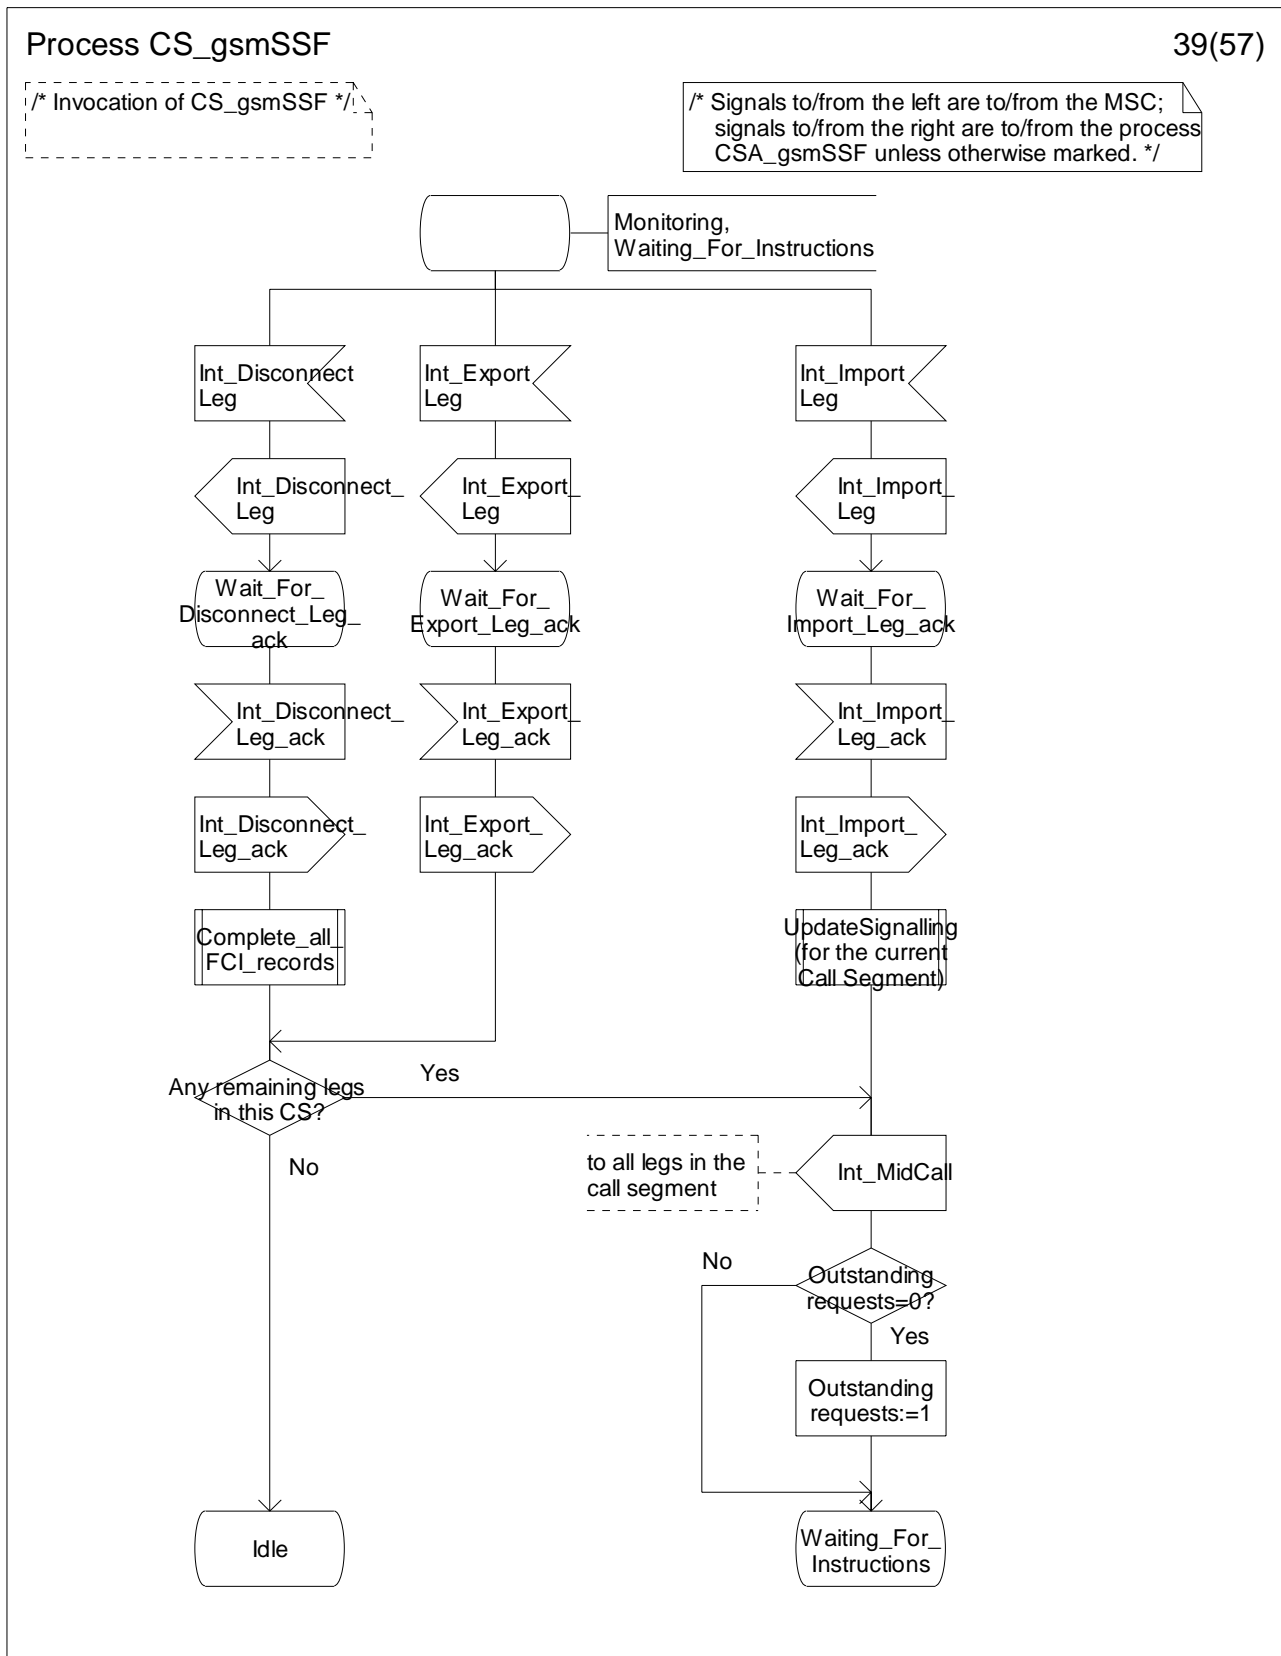 Process CS_gsmSSF
39(57)
/* Invocation of CS_gsmSSF */
/* Signals to/from the left are to/from the MSC;
signals to/from the right are to/from the process
CSA_gsmSSF unless otherwise marked. */
Monitoring,
Waiting_For_Instructions
Int_Disconnect
Leg
Int_Export
Leg
Int_Import
Leg
Int_Disconnect_
Leg
Int_Export_
Leg
Int_Import_
Leg
Wait_For_
Disconnect_Leg_
ack
Wait_For_
Export_Leg_ack
Wait_For_
Import_Leg_ack
Int_Disconnect_
Leg_ack
Int_Export_
Leg_ack
Int_Import_
Leg_ack
Int_Disconnect_
Leg_ack
Int_Export_
Leg_ack
Int_Import_
Leg_ack
Complete_all_
FCI_records
UpdateSignalling
(for the current
Call Segment)
Any remaining legs
in this CS?
Yes
No
to all legs in the
call segment
Int_MidCall
No
Outstanding
requests=0?
Yes
Outstanding
requests:=1
Idle
Waiting_For_
Instructions